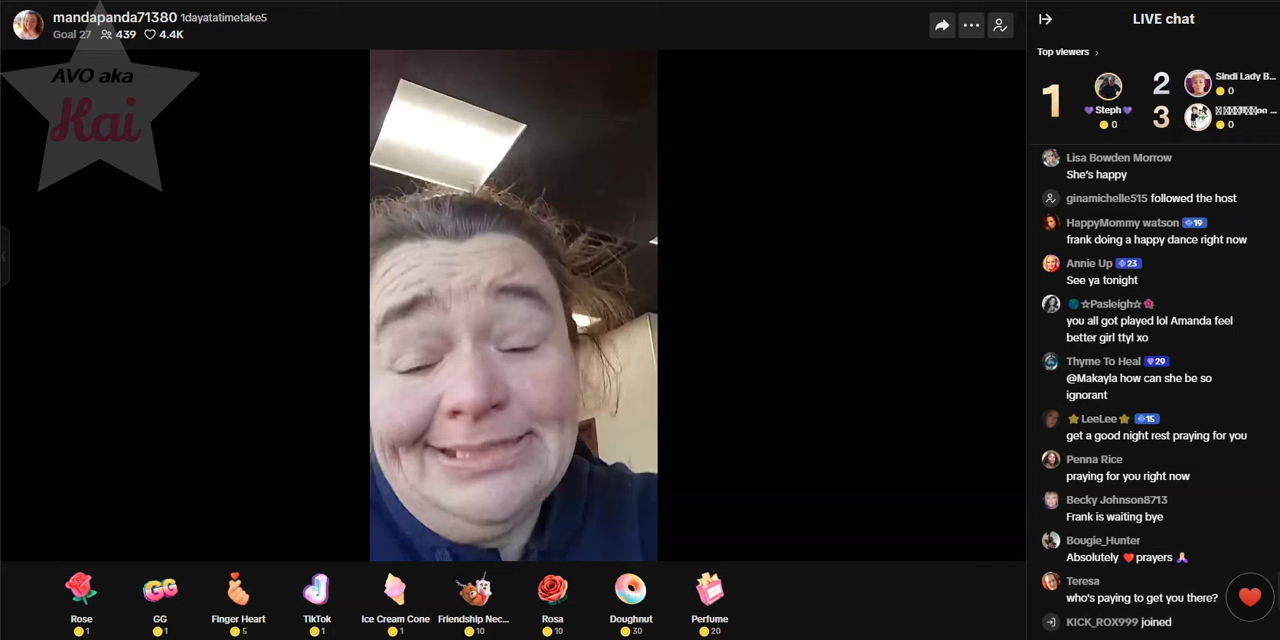 mandapanda71380 1dayatatimetake5
Goal 27 439 4.4K
AVO aka
Kai
LIVE chat
Top viewers >
1
💜Steph💜
0
2
Sindi Lady B...
0
3
0
Lisa Bowden Morrow
She's happy
ginamichelle515 followed the host
HappyMommy watson 19
frank doing a happy dance right now
Annie Up 23
See ya tonight
☆Pasleigh☆🌺
you all got played lol Amanda feel
better girl ttyl xo
Thyme To Heal 29
@Makayla how can she be so
ignorant
⭐LeeLee⭐ 15
get a good night rest praying for you
Penna Rice
praying for you right now
Becky Johnson8713
Frank is waiting bye
Bougie_Hunter
Absolutely ❤️prayers 🙏🏻
Teresa
who's paying to get you there?
KICK_ROX999 joined
Rose
1
GG
1
Finger Heart
5
TikTok
1
Ice Cream Cone
1
Friendship Nec...
10
Rosa
10
Doughnut
30
Perfume
20